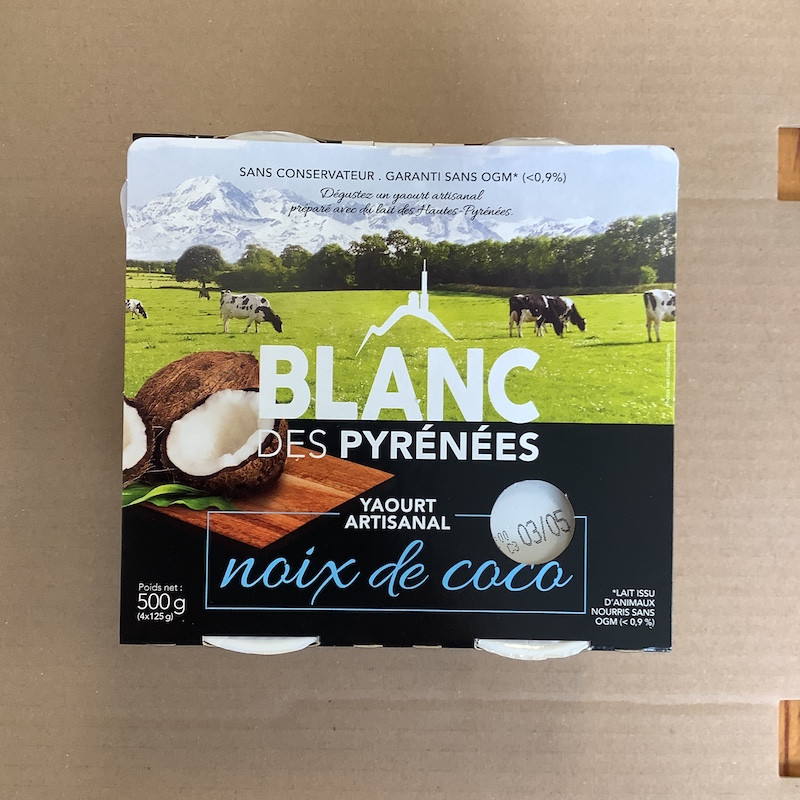 SANS CONSERVATEUR . GARANTI SANS OGM* (<0,9%)
Dégustez un yaourt artisanal
préparé avec du lait des Hautes-Pyrénées.
BLANC
DES PYRÉNÉES
YAOURT
ARTISANAL
03/05
noix de coco
Poids net :
500 g
(4x125 g)
*LAIT ISSU
D'ANIMAUX
NOURRIS SANS
OGM (< 0,9 %)